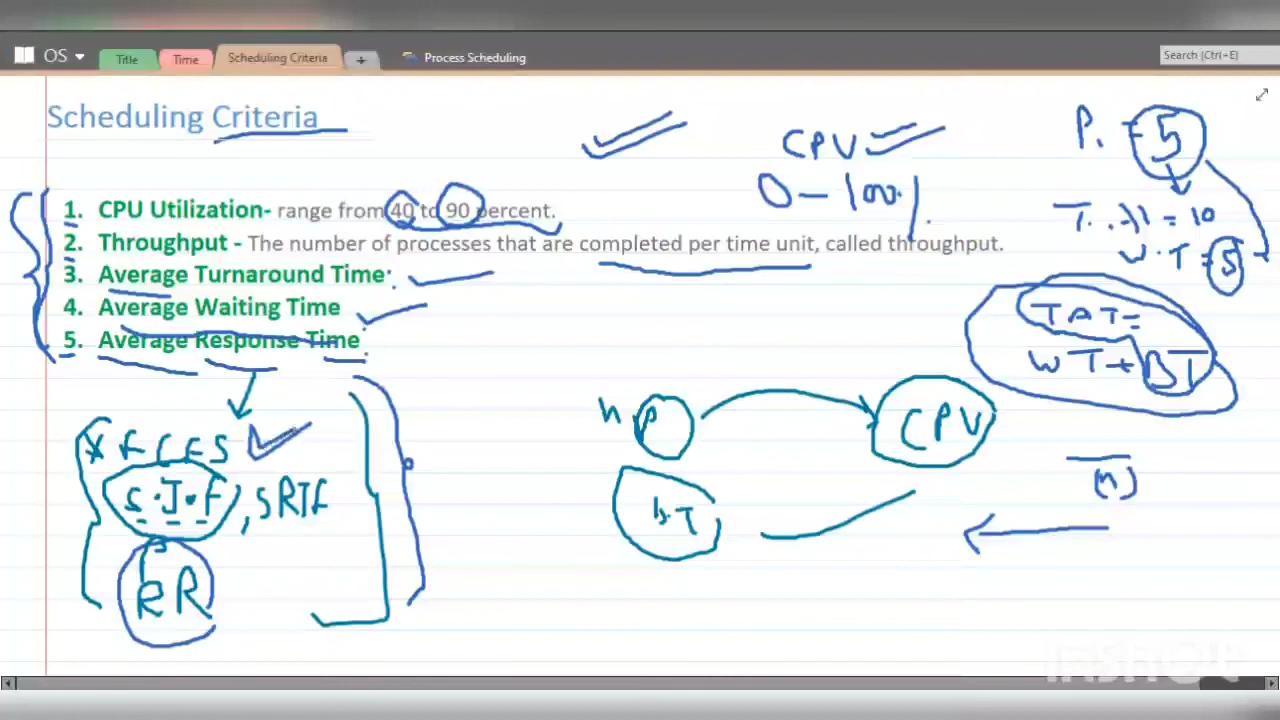 OS
Title
Time
Scheduling Criteria
+
Process Scheduling
Search (Ctrl+E)
Scheduling Criteria
1. CPU Utilization- range from 40 to 90 percent.
2. Throughput - The number of processes that are completed per time unit, called throughput.
3. Average Turnaround Time
4. Average Waiting Time
5. Average Response Time
CPU
0-100%
P. = 5
= 10
W.T = 5
TAT=
WT+BT
CPU
b.T
(n)
FCFS
S.J.F, SRTF
RR